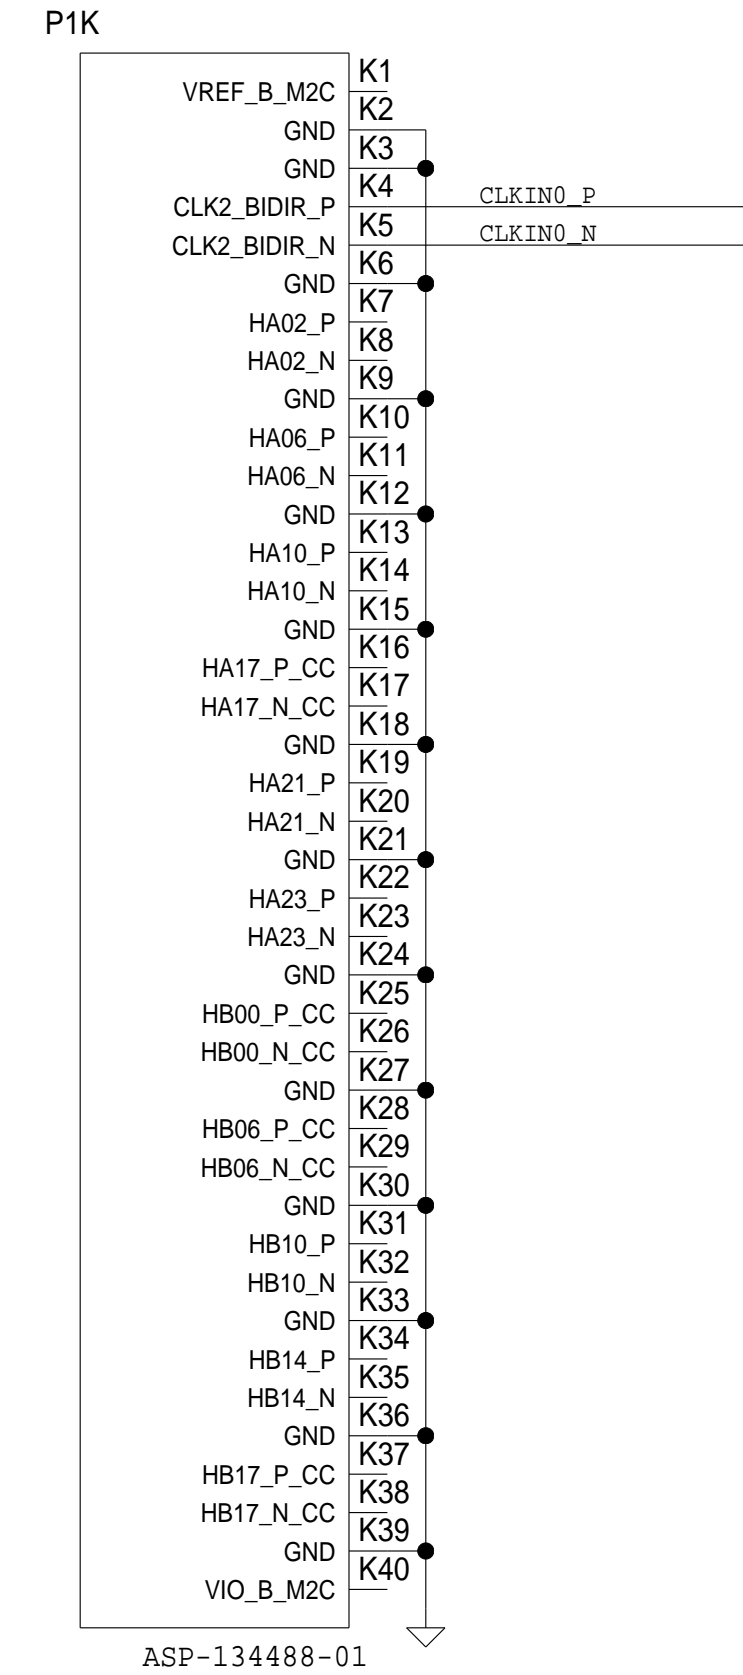 P1K
K1
VREF_B_M2C
K2
GND
K3
GND
K4
CLK2_BIDIR_P
CLKIN0_P
K5
CLK2_BIDIR_N
CLKIN0_N
K6
GND
K7
HA02_P
K8
HA02_N
K9
GND
K10
HA06_P
K11
HA06_N
K12
GND
K13
HA10_P
K14
HA10_N
K15
GND
K16
HA17_P_CC
K17
HA17_N_CC
K18
GND
K19
HA21_P
K20
HA21_N
K21
GND
K22
HA23_P
K23
HA23_N
K24
GND
K25
HB00_P_CC
K26
HB00_N_CC
K27
GND
K28
HB06_P_CC
K29
HB06_N_CC
K30
GND
K31
HB10_P
K32
HB10_N
K33
GND
K34
HB14_P
K35
HB14_N
K36
GND
K37
HB17_P_CC
K38
HB17_N_CC
K39
GND
K40
VIO_B_M2C
ASP-134488-01